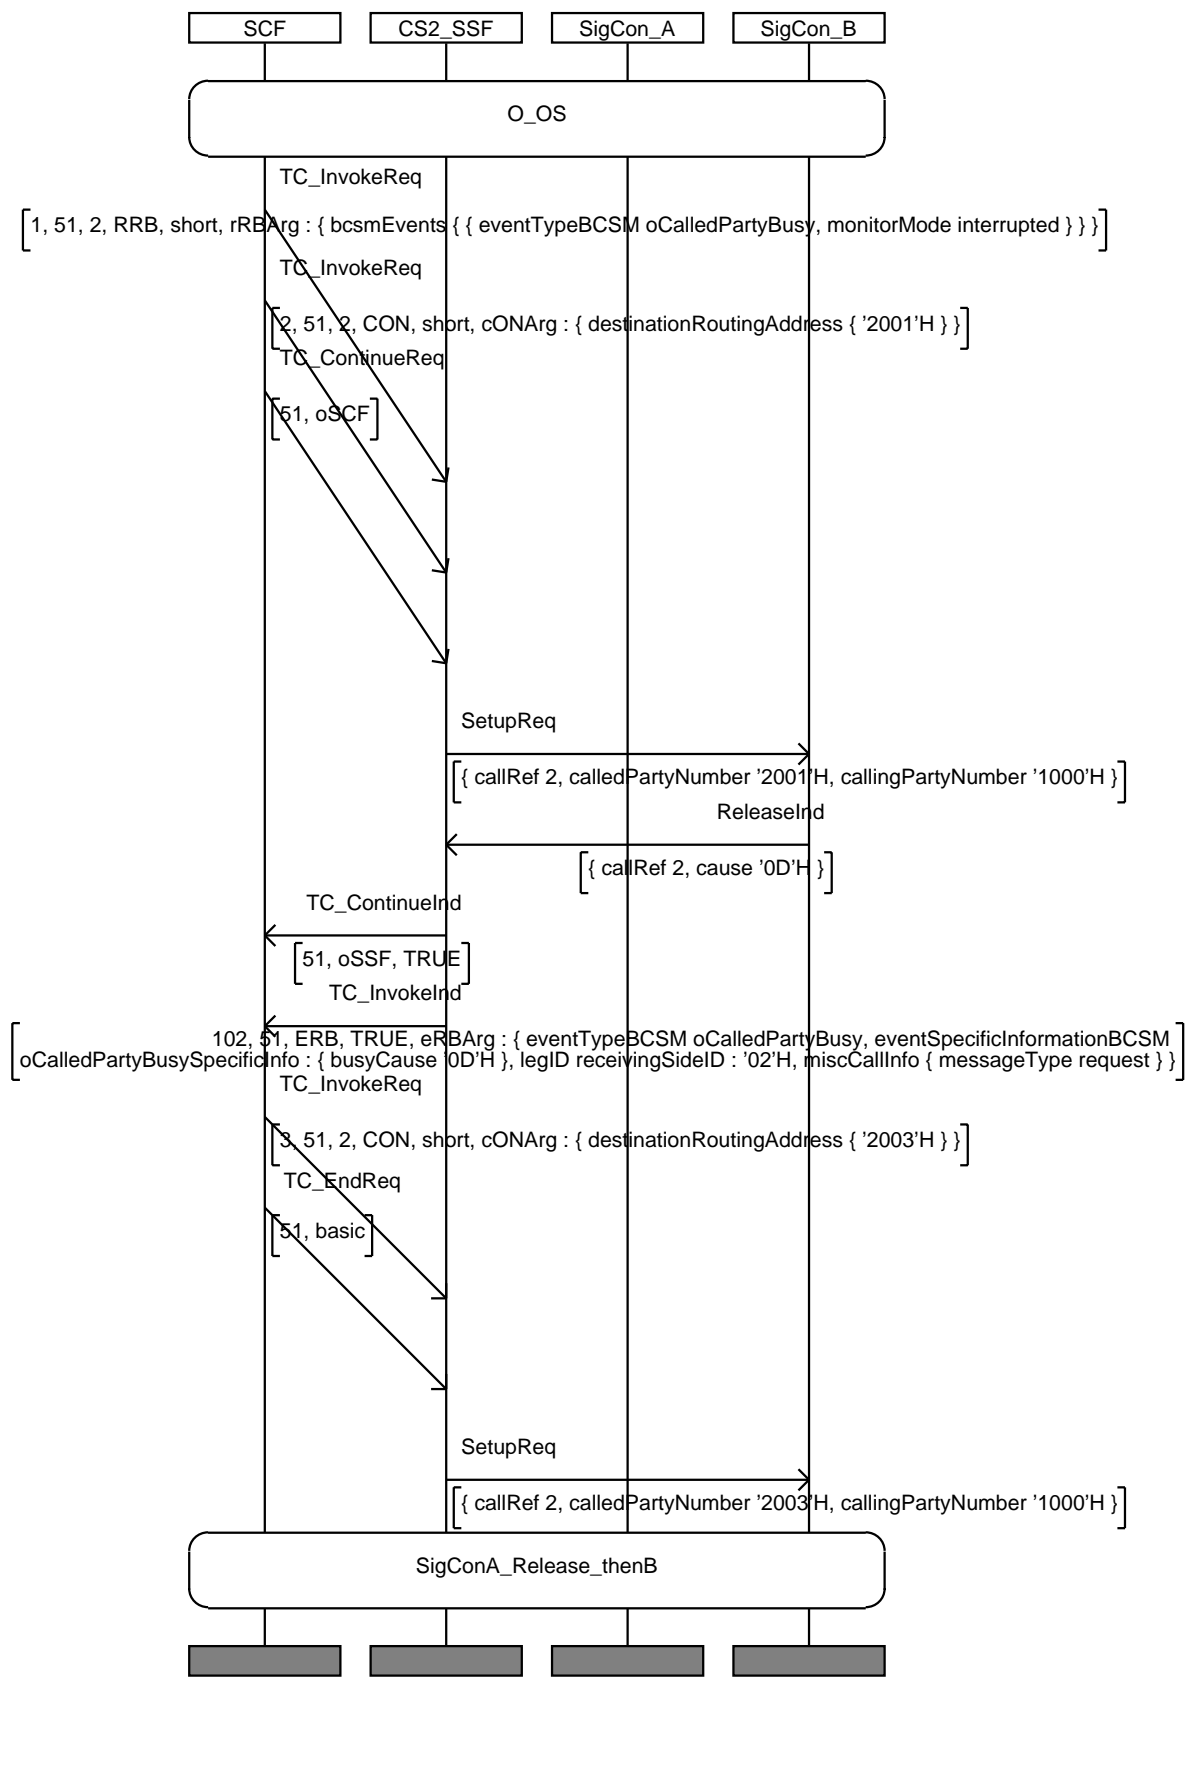 SCF CS2_SSF SigCon_A SigCon_B
O_OS
TC_InvokeReq
1, 51, 2, RRB, short, rRBArg : { bcsmEvents { { eventTypeBCSM oCalledPartyBusy, monitorMode interrupted } } }
TC_InvokeReq
2, 51, 2, CON, short, cONArg : { destinationRoutingAddress { '2001'H } }
TC_ContinueReq
51, oSCF
SetupReq
{ callRef 2, calledPartyNumber '2001'H, callingPartyNumber '1000'H }
ReleaseInd
{ callRef 2, cause '0D'H }
TC_ContinueInd
51, oSSF, TRUE
TC_InvokeInd
102, 51, ERB, TRUE, eRBArg : { eventTypeBCSM oCalledPartyBusy, eventSpecificInformationBCSM
oCalledPartyBusySpecificInfo : { busyCause '0D'H }, legID receivingSideID : '02'H, miscCallInfo { messageType request } }
TC_InvokeReq
3, 51, 2, CON, short, cONArg : { destinationRoutingAddress { '2003'H } }
TC_EndReq
51, basic
SetupReq
{ callRef 2, calledPartyNumber '2003'H, callingPartyNumber '1000'H }
SigConA_Release_thenB